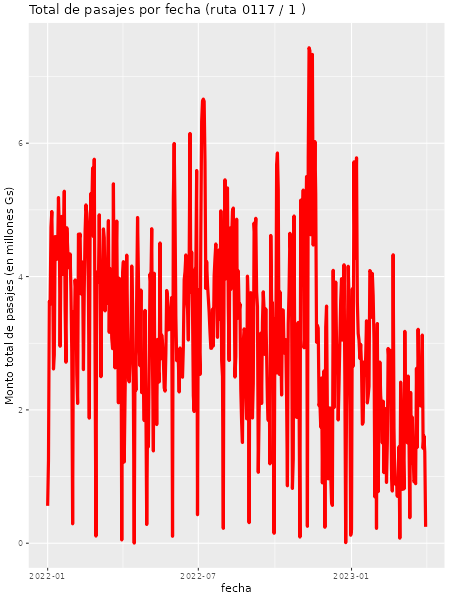 Total de pasajes por fecha (ruta 0117 / 1 )
Monto total de pasajes (en millones Gs)
6
4
2
0
2022-01
2022-07
2023-01
fecha